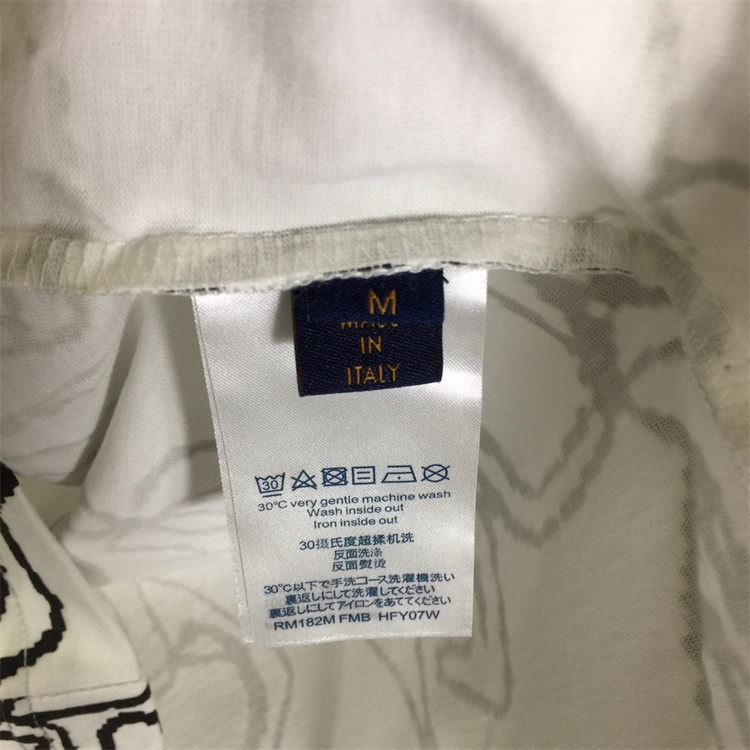 M
MADE
IN
ITALY
30
30°C very gentle machine wash
Wash inside out
Iron inside out
30摄氏度超揉机洗
反面洗涤
反面熨烫
30℃以下で手洗コース洗濯機洗い
裏返しにして洗濯してください
裏返しにしてアイロンをあててください
RM182M FMB HFY07W